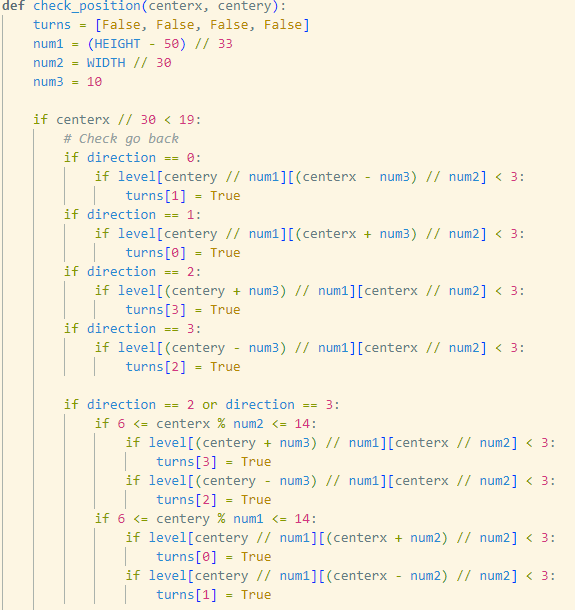 def check_position(centerx, centery):
    turns = [False, False, False, False]
    num1 = (HEIGHT - 50) // 33
    num2 = WIDTH // 30
    num3 = 10

    if centerx // 30 < 19:
        # Check go back
        if direction == 0:
            if level[centery // num1][(centerx - num3) // num2] < 3:
                turns[1] = True
        if direction == 1:
            if level[centery // num1][(centerx + num3) // num2] < 3:
                turns[0] = True
        if direction == 2:
            if level[(centery + num3) // num1][centerx // num2] < 3:
                turns[3] = True
        if direction == 3:
            if level[(centery - num3) // num1][centerx // num2] < 3:
                turns[2] = True

        if direction == 2 or direction == 3:
            if 6 <= centerx % num2 <= 14:
                if level[(centery + num3) // num1][centerx // num2] < 3:
                    turns[3] = True
                if level[(centery - num3) // num1][centerx // num2] < 3:
                    turns[2] = True
            if 6 <= centery % num1 <= 14:
                if level[centery // num1][(centerx + num2) // num2] < 3:
                    turns[0] = True
                if level[centery // num1][(centerx - num2) // num2] < 3:
                    turns[1] = True